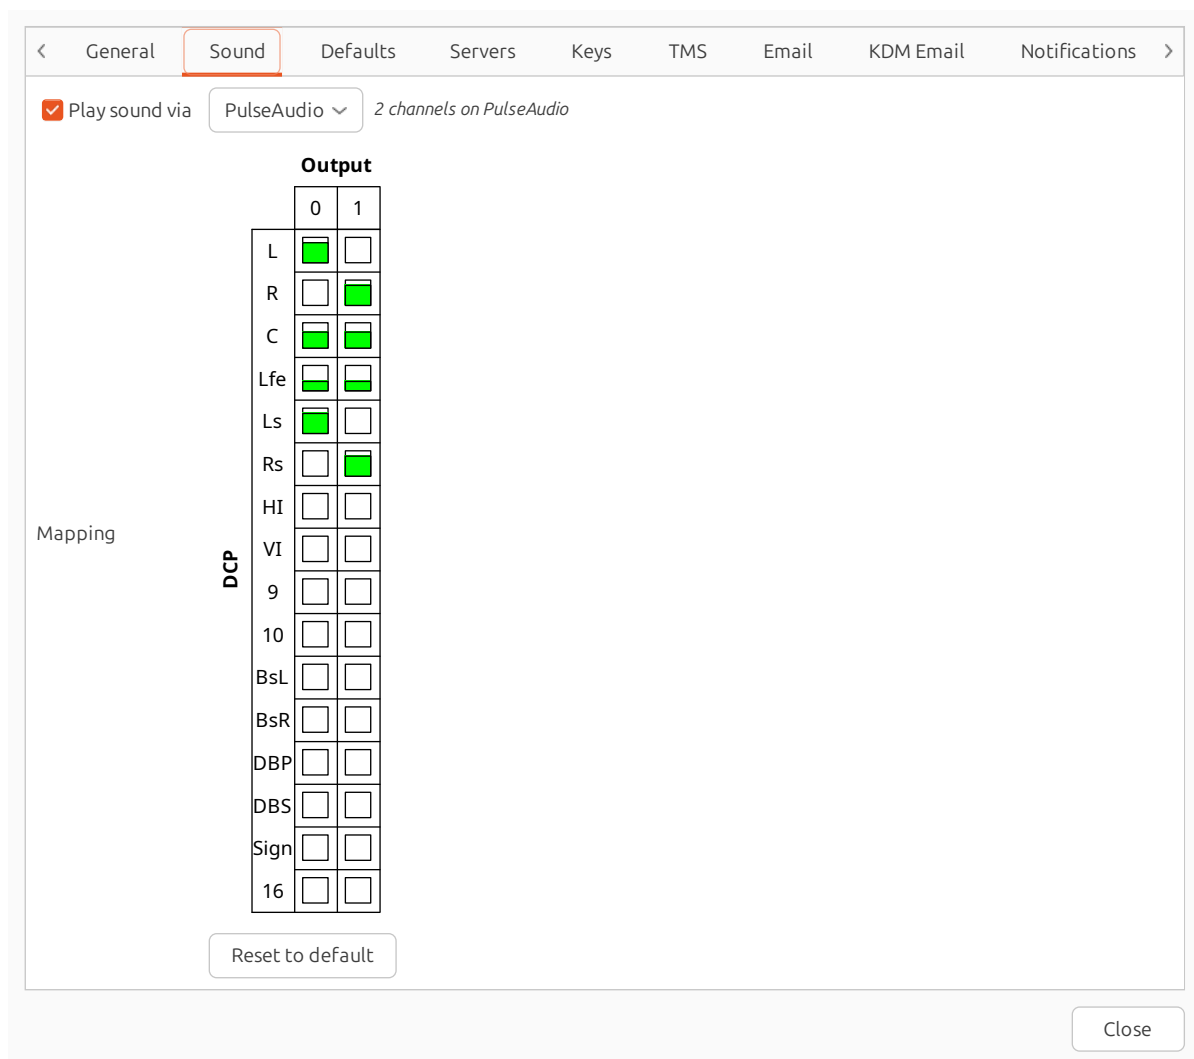 General Sound Defaults Servers Keys TMS Email KDM Email Notifications
Play sound via PulseAudio 2 channels on PulseAudio
Output
0 1
L
R
C
Lfe
Ls
Rs
HI
Mapping
VI
DCP
9
10
BsL
BsR
DBP
DBS
Sign
16
Reset to default
Close